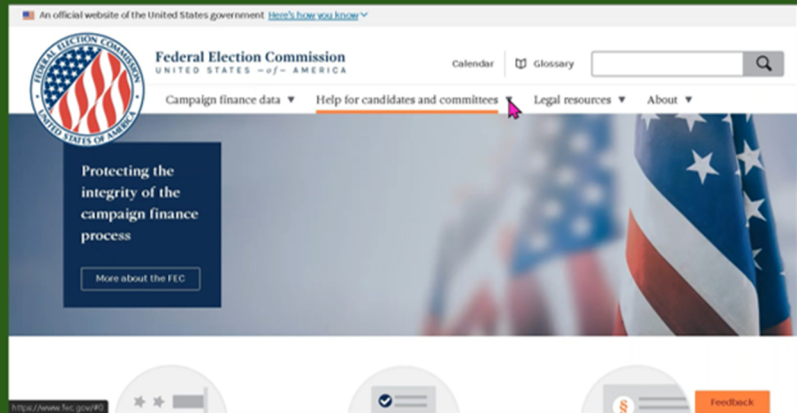 An official website of the United States government Here's how you know
FEDERAL ELECTION COMMISSION
UNITED STATES OF AMERICA
Federal Election Commission
UNITED STATES —of— AMERICA
Calendar Glossary
Campaign finance data Help for candidates and committees Legal resources About
Protecting the
integrity of the
campaign finance
process
More about the FEC
§
Feedback
https://www.fec.gov/#0